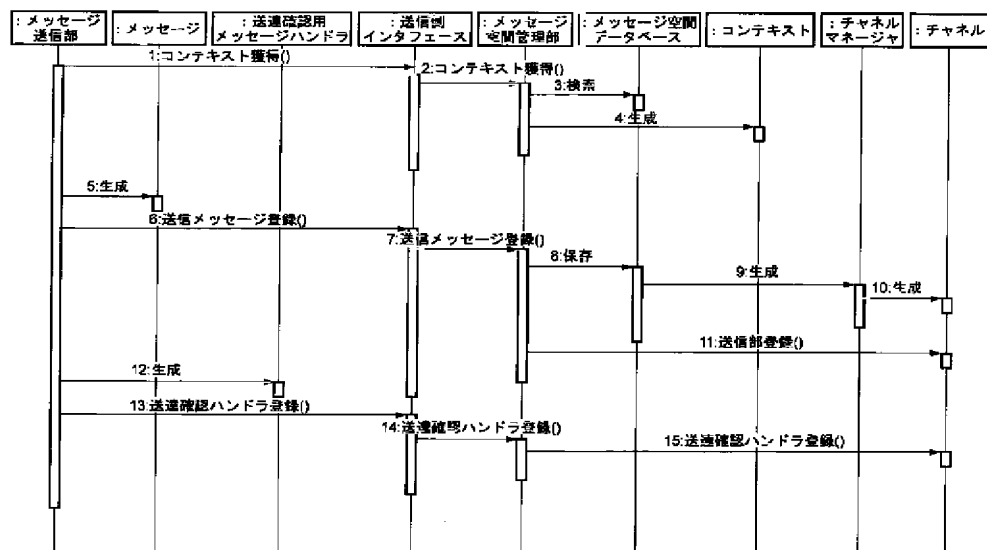 : メッセージ
送信部
: メッセージ
: 送達確認用
メッセージハンドラ
: 送信側
インタフェース
: メッセージ
空間管理部
: メッセージ空間
データベース
: コンテキスト
: チャネル
マネージャ
: チャネル
1:コンテキスト獲得()
2:コンテキスト獲得()
3:検索
4:生成
5:生成
6:送信メッセージ登録()
7:送信メッセージ登録()
8:保存
9:生成
10:生成
11:送信部登録()
12:生成
13:送達確認ハンドラ登録()
14:送達確認ハンドラ登録()
15:送達確認ハンドラ登録()